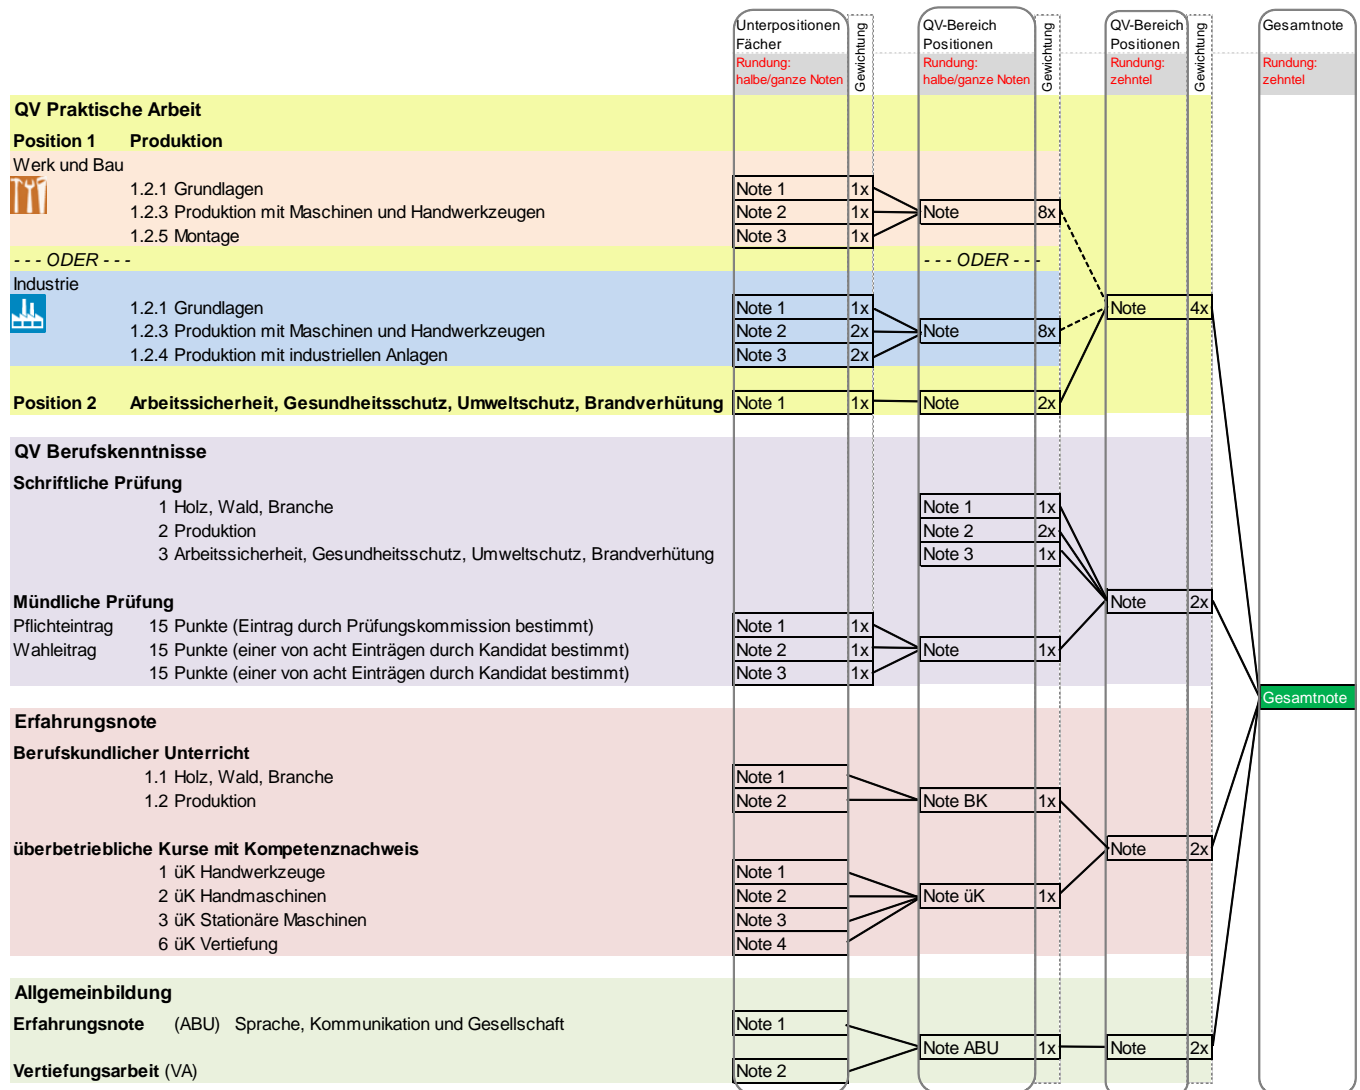 Unterpositionen Fächer Gewichtung QV-Bereich Positionen Gewichtung QV-Bereich Positionen Gewichtung Gesamtnote
Rundung: halbe/ganze Noten Rundung: halbe/ganze Noten Rundung: zehntel Rundung: zehntel
QV Praktische Arbeit
Position 1 Produktion
Werk und Bau
1.2.1 Grundlagen Note 1 1x
1.2.3 Produktion mit Maschinen und Handwerkzeugen Note 2 1x Note 8x
1.2.5 Montage Note 3 1x
- - - ODER - - - - - - ODER - - -
Industrie
1.2.1 Grundlagen Note 1 1x Note 4x
1.2.3 Produktion mit Maschinen und Handwerkzeugen Note 2 2x Note 8x
1.2.4 Produktion mit industriellen Anlagen Note 3 2x
Position 2 Arbeitssicherheit, Gesundheitsschutz, Umweltschutz, Brandverhütung Note 1 1x Note 2x
QV Berufskenntnisse
Schriftliche Prüfung
1 Holz, Wald, Branche Note 1 1x
2 Produktion Note 2 2x
3 Arbeitssicherheit, Gesundheitsschutz, Umweltschutz, Brandverhütung Note 3 1x
Mündliche Prüfung Note 2x
Pflichteintrag 15 Punkte (Eintrag durch Prüfungskommission bestimmt) Note 1 1x
Wahleitrag 15 Punkte (einer von acht Einträgen durch Kandidat bestimmt) Note 2 1x Note 1x
15 Punkte (einer von acht Einträgen durch Kandidat bestimmt) Note 3 1x
Gesamtnote
Erfahrungsnote
Berufskundlicher Unterricht
1.1 Holz, Wald, Branche Note 1
1.2 Produktion Note 2 Note BK 1x
überbetriebliche Kurse mit Kompetenznachweis Note 2x
1 üK Handwerkzeuge Note 1
2 üK Handmaschinen Note 2 Note üK 1x
3 üK Stationäre Maschinen Note 3
6 üK Vertiefung Note 4
Allgemeinbildung
Erfahrungsnote (ABU) Sprache, Kommunikation und Gesellschaft Note 1
Note ABU 1x Note 2x
Vertiefungsarbeit (VA) Note 2